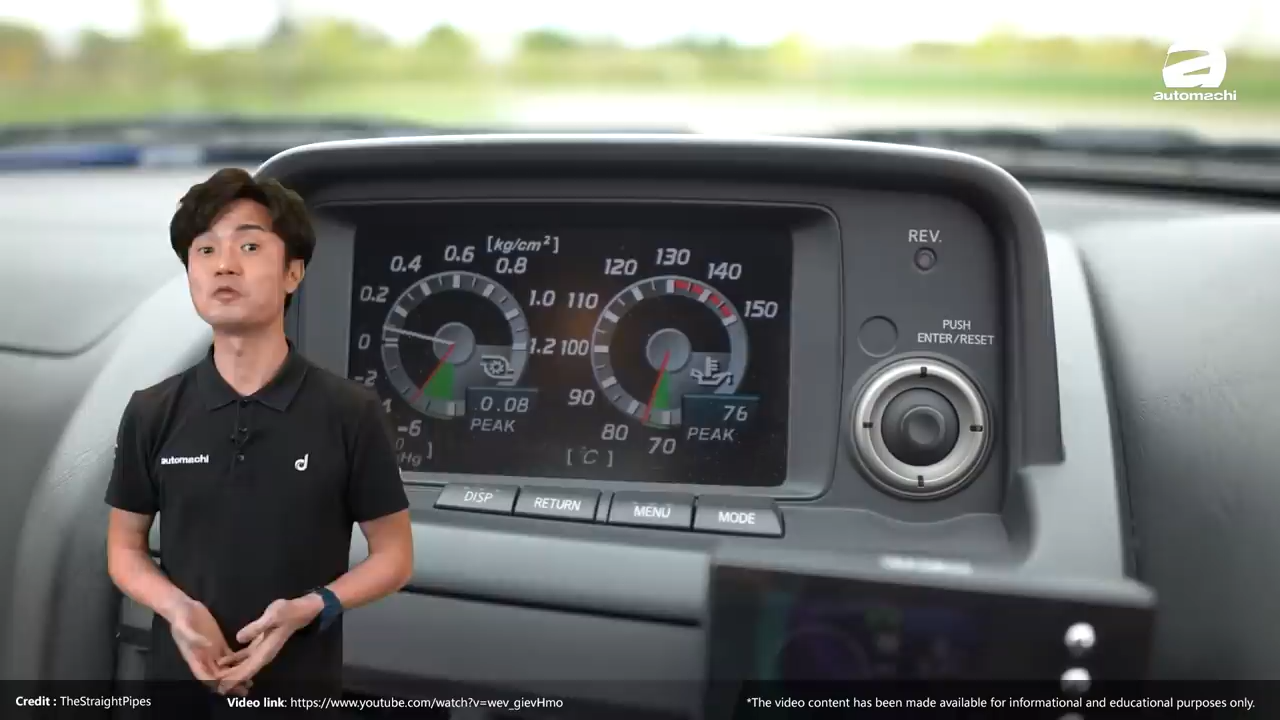 automachi
REV.
PUSH
ENTER/RESET
[kg/cm²]
0.4 0.6 0.8
0.2 1.0
0 1.2
-2
-6
0.08
PEAK
120 130 140
110 150
100
90
80 70
76
PEAK
[°C]
DISP RETURN MENU MODE
automachi
Credit : TheStraightPipes
Video link: https://www.youtube.com/watch?v=wev_gievHmo
*The video content has been made available for informational and educational purposes only.